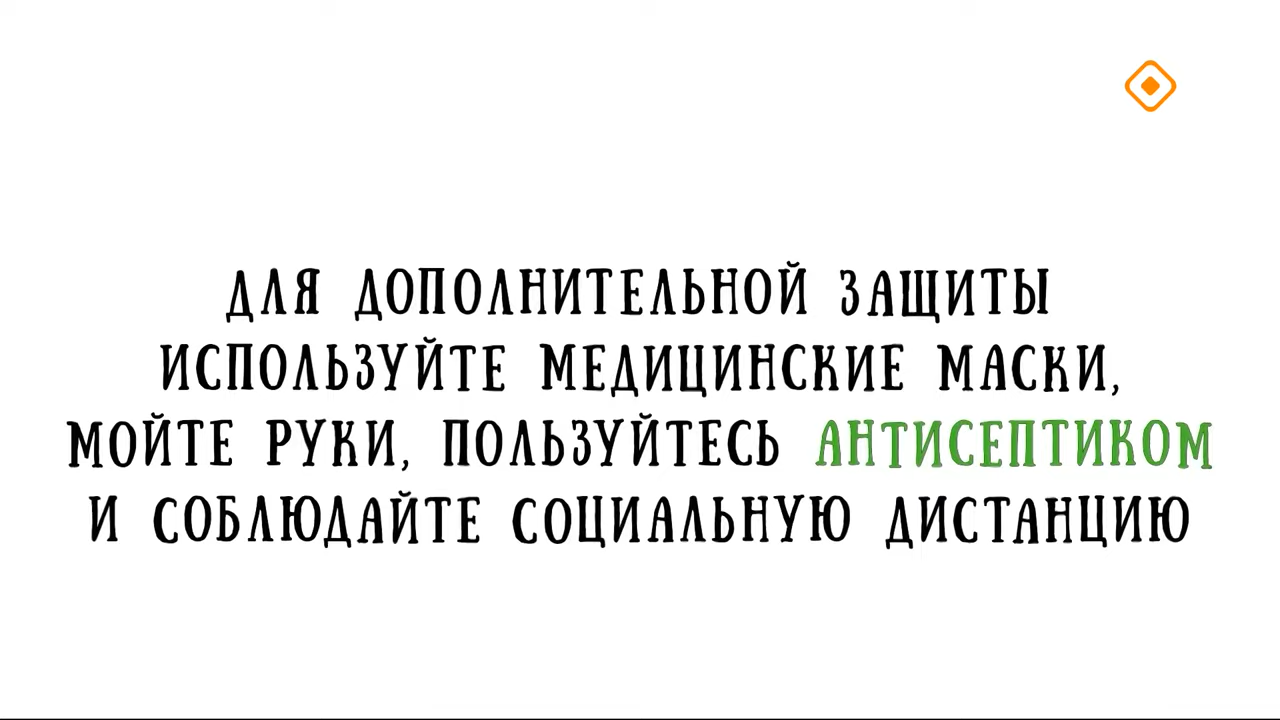 ДЛЯ ДОПОЛНИТЕЛЬНОЙ ЗАЩИТЫ
ИСПОЛЬЗУЙТЕ МЕДИЦИНСКИЕ МАСКИ,
МОЙТЕ РУКИ, ПОЛЬЗУЙТЕСЬ АНТИСЕПТИКОМ
И СОБЛЮДАЙТЕ СОЦИАЛЬНУЮ ДИСТАНЦИЮ